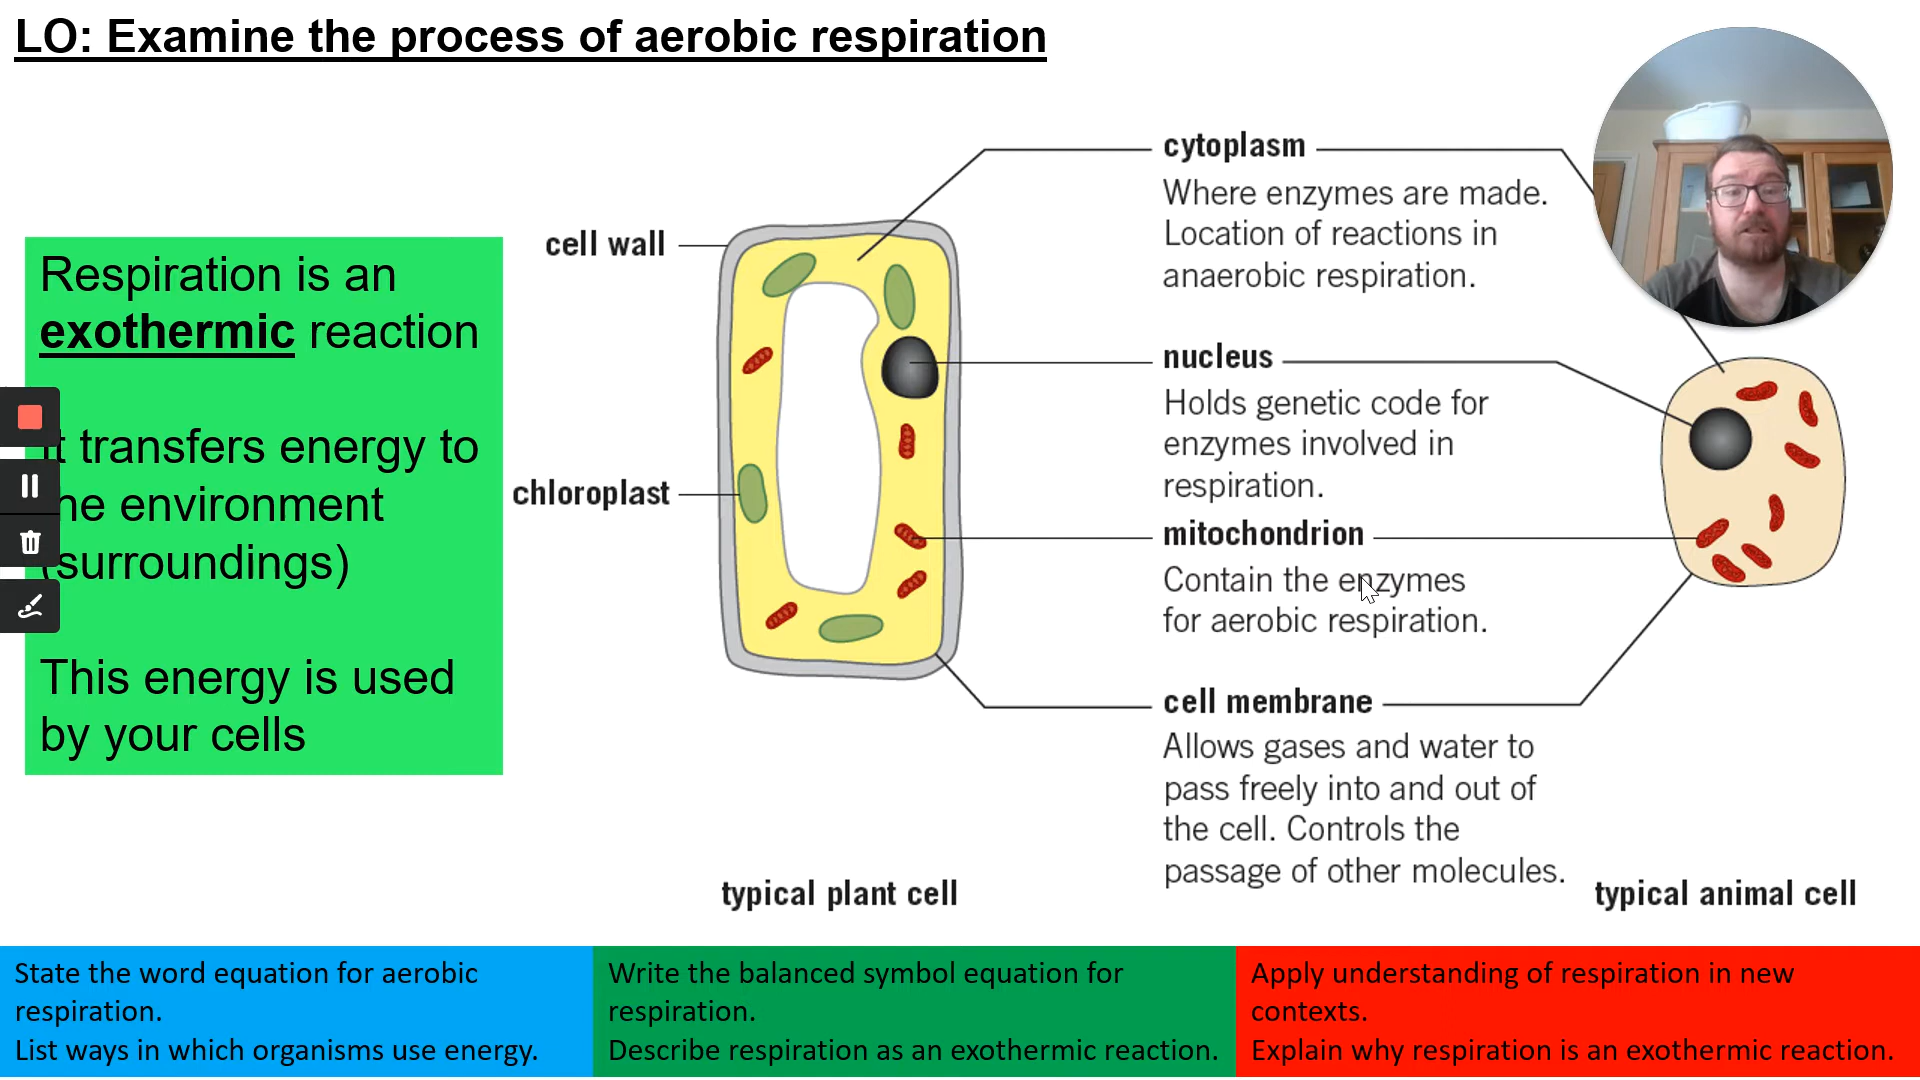 LO: Examine the process of aerobic respiration
Respiration is an
exothermic reaction
It transfers energy to
the environment
(surroundings)
This energy is used
by your cells
cell wall
chloroplast
cytoplasm
Where enzymes are made.
Location of reactions in
anaerobic respiration.
nucleus
Holds genetic code for
enzymes involved in
respiration.
mitochondrion
Contain the enzymes
for aerobic respiration.
cell membrane
Allows gases and water to
pass freely into and out of
the cell. Controls the
passage of other molecules.
typical plant cell
typical animal cell
State the word equation for aerobic
respiration.
List ways in which organisms use energy.
Write the balanced symbol equation for
respiration.
Describe respiration as an exothermic reaction.
Apply understanding of respiration in new
contexts.
Explain why respiration is an exothermic reaction.